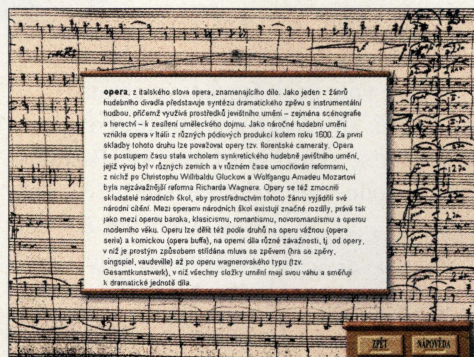 opera, z italského slova opera, znamenajícího dílo. Jako jeden z žánrů
hudebního divadla představuje syntézu dramatického zpěvu s instrumentální
hudbou, přičemž využívá prostředků jevištního umění – zejména scénografie
a herectví – k zesílení uměleckého dojmu. Jako náročné hudební umění
vznikla opera v Itálii z různých pódiových produkcí kolem roku 1600. Za první
skladby tohoto druhu lze považovat opery tzv. florentské cameraty. Opera
se postupem času stala vrcholem synkretického hudebně jevištního umění,
jejíž vývoj byl v různých zemích a v různém čase umocňován reformami,
z nichž po Christophu Willibaldu Gluckovi a Wolfgangu Amadeu Mozartovi
byla nejzávažnější reforma Richarda Wagnera. Opery se též zmocnili
skladatelé národních škol, aby prostřednictvím tohoto žánru vyjádřili své
národní cítění. Mezi operami národních škol existují značné rozdíly, právě tak
jako mezi operou baroka, klasicismu, romantismu, novoromantismu a operou
moderního věku. Operu lze dělit též podle druhů na operu vážnou (opera
seria) a komickou (opera buffa), na operní díla různé závažnosti, tj. od opery,
v níž je prostým způsobem střídána mluva se zpěvem (hra se zpěvy,
singspiel, vaudeville) až po operu wagnerovského typu (tzv.
Gesamtkunstwerk), v níž všechny složky umění mají svou váhu a směřují
k dramatické jednotě díla.
ZPĚT NÁPOVĚDA